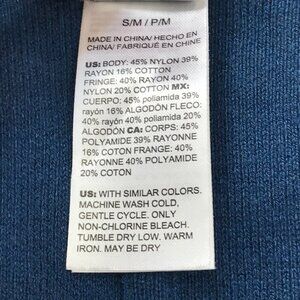 S/M / P/M
MADE IN CHINA/ HECHO EN
CHINA/ FABRIQUÉ EN CHINE
US: BODY: 45% NYLON 39%
RAYON 16% COTTON
FRINGE: 40% RAYON 40%
NYLON 20% COTTON MX:
CUERPO: 45% poliamida 39%
rayón 16% ALGODÓN FLECO:
40% rayón 40% poliamida 20%
ALGODÓN CA: CORPS: 45%
POLYAMIDE 39% RAYONNE
16% COTON FRANGE: 40%
RAYONNE 40% POLYAMIDE
20% COTON
US: WITH SIMILAR COLORS.
MACHINE WASH COLD,
GENTLE CYCLE. ONLY
NON-CHLORINE BLEACH.
TUMBLE DRY LOW. WARM
IRON. MAY BE DRY